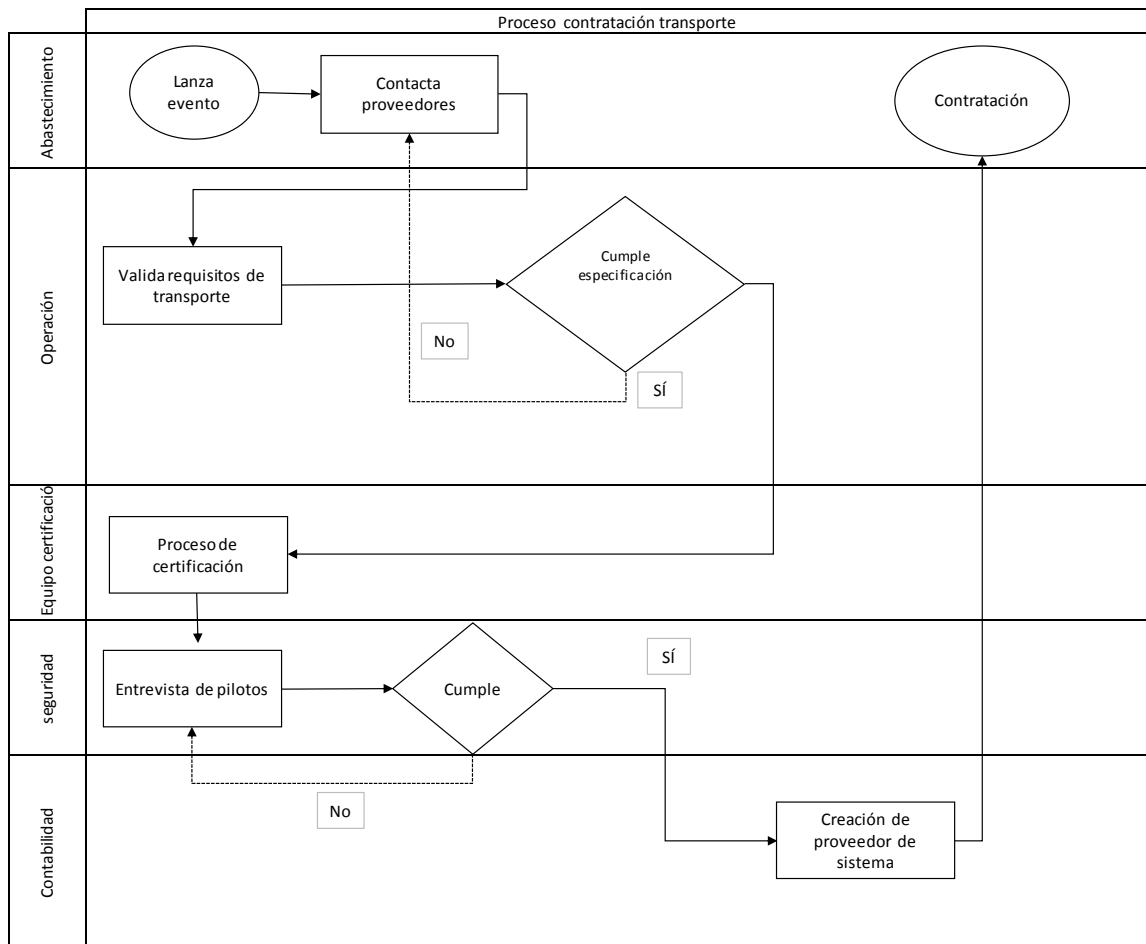 Proceso contratación transporte
Abastecimiento
Lanza
evento
Contacta
proveedores
Contratación
Operación
Valida requisitos de
transporte
Cumple
especificación
No
SÍ
Equipo certificació
Proceso de
certificación
seguridad
Entrevista de pilotos
Cumple
SÍ
No
Contabilidad
Creación de
proveedor de
sistema